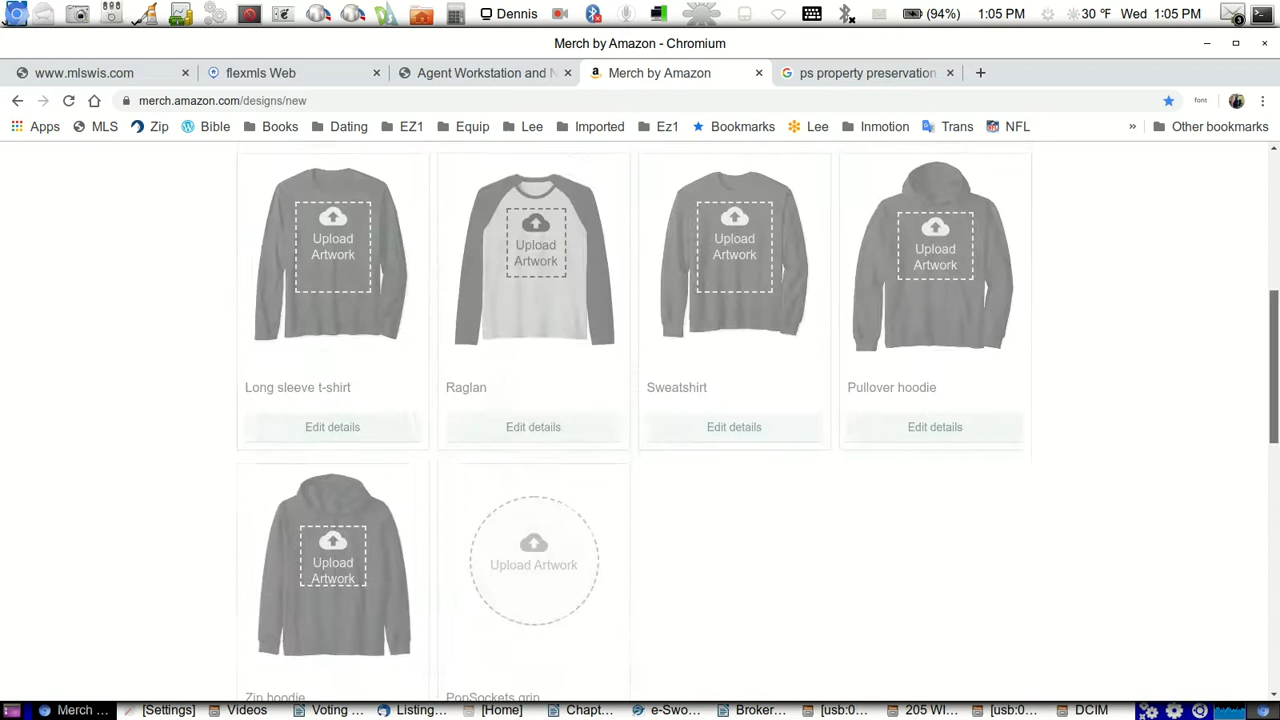 Dennis
(94%)
1:05 PM
30 °F
Wed
1:05 PM
3
Merch by Amazon - Chromium
www.mlswis.com
flexmls Web
Agent Workstation and N
Merch by Amazon
ps property preservation
merch.amazon.com/designs/new
font
Apps
MLS
Zip
Bible
Books
Dating
EZ1
Equip
Lee
Imported
Ez1
Bookmarks
Lee
Inmotion
Trans
NFL
»
Other bookmarks
Upload
Artwork
Upload
Artwork
Upload
Artwork
Upload
Artwork
Long sleeve t-shirt
Raglan
Sweatshirt
Pullover hoodie
Edit details
Edit details
Edit details
Edit details
Upload
Artwork
Upload Artwork
Zip hoodie
PopSockets grip
Merch ...
[Settings]
Videos
Voting ...
Listing...
[Home]
Chapt...
e-Swo...
Broker...
[usb:0...
205 WI...
[usb:0...
DCIM